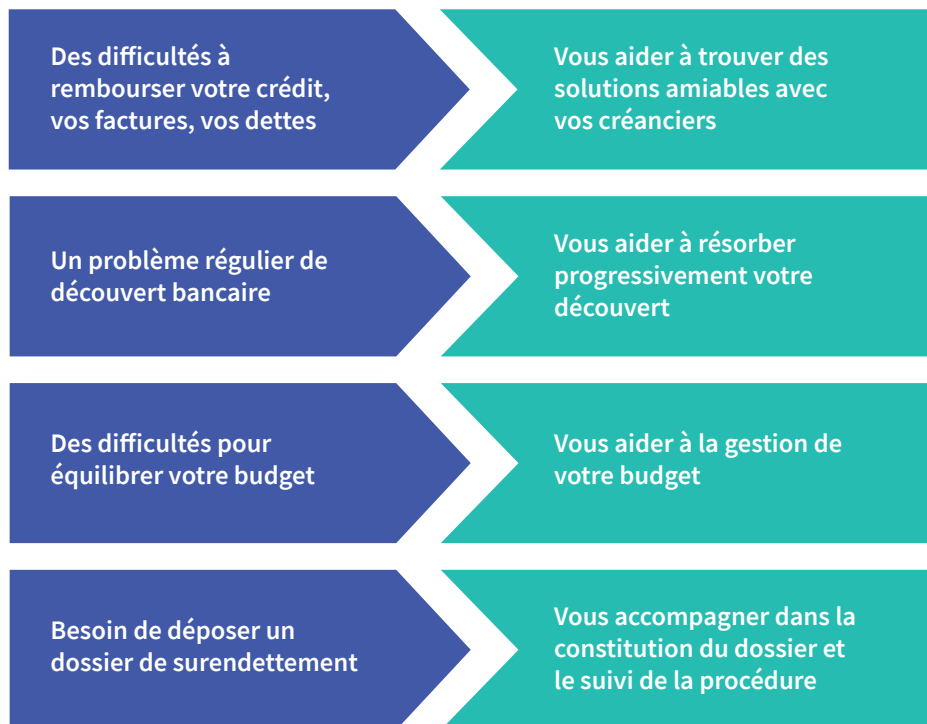 Des difficultés à
rembourser votre crédit,
vos factures, vos dettes
Vous aider à trouver des
solutions amiables avec
vos créanciers
Un problème régulier de
découvert bancaire
Vous aider à résorber
progressivement votre
découvert
Des difficultés pour
équilibrer votre budget
Vous aider à la gestion de
votre budget
Besoin de déposer un
dossier de surendettement
Vous accompagner dans la
constitution du dossier et
le suivi de la procédure